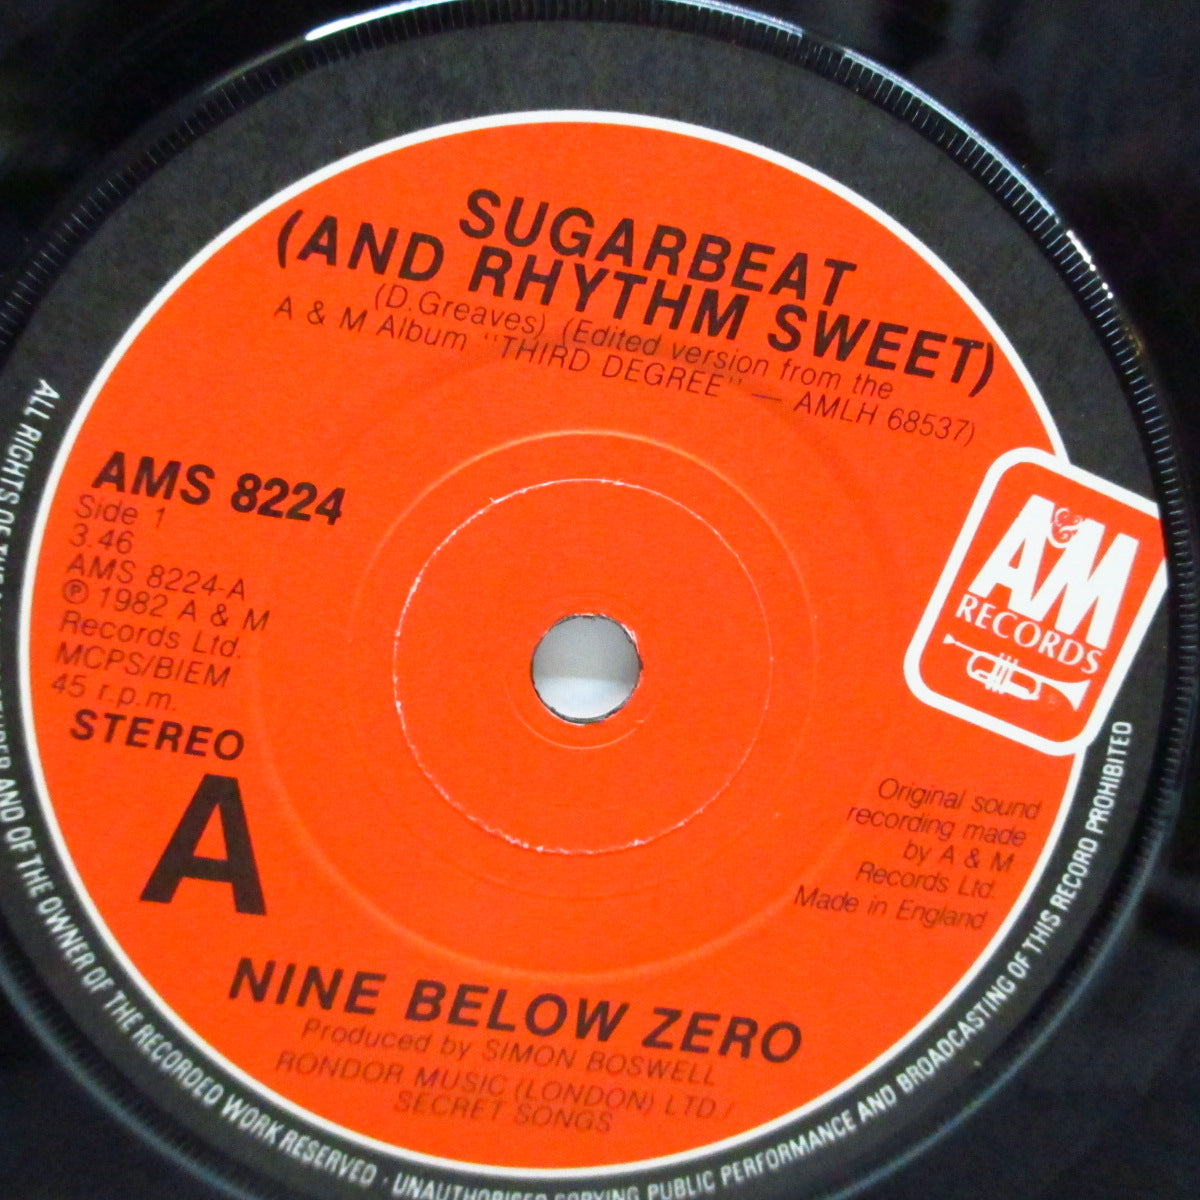 SUGARBEAT
(AND RHYTHM SWEET)
(D.Greaves) (Edited version from the
A & M Album "THIRD DEGREE" — AMLH 68537)
AMS 8224
Side 1
3.46
AMS 8224-A
℗ 1982 A & M
Records Ltd.
MCPS/BIEM
45 r.p.m.
STEREO
A
A&M
RECORDS
Original sound
recording made
by A & M
Records Ltd.
Made in England
NINE BELOW ZERO
Produced by SIMON BOSWELL
RONDOR MUSIC (LONDON) LTD /
SECRET SONGS
ALL RIGHTS OF THE AND OF THE OWNER OF THE RECORDED WORK RESERVED · UNAUTHORISED COPYING PUBLIC PERFORMANCE AND BROADCASTING OF THIS RECORD PROHIBITED